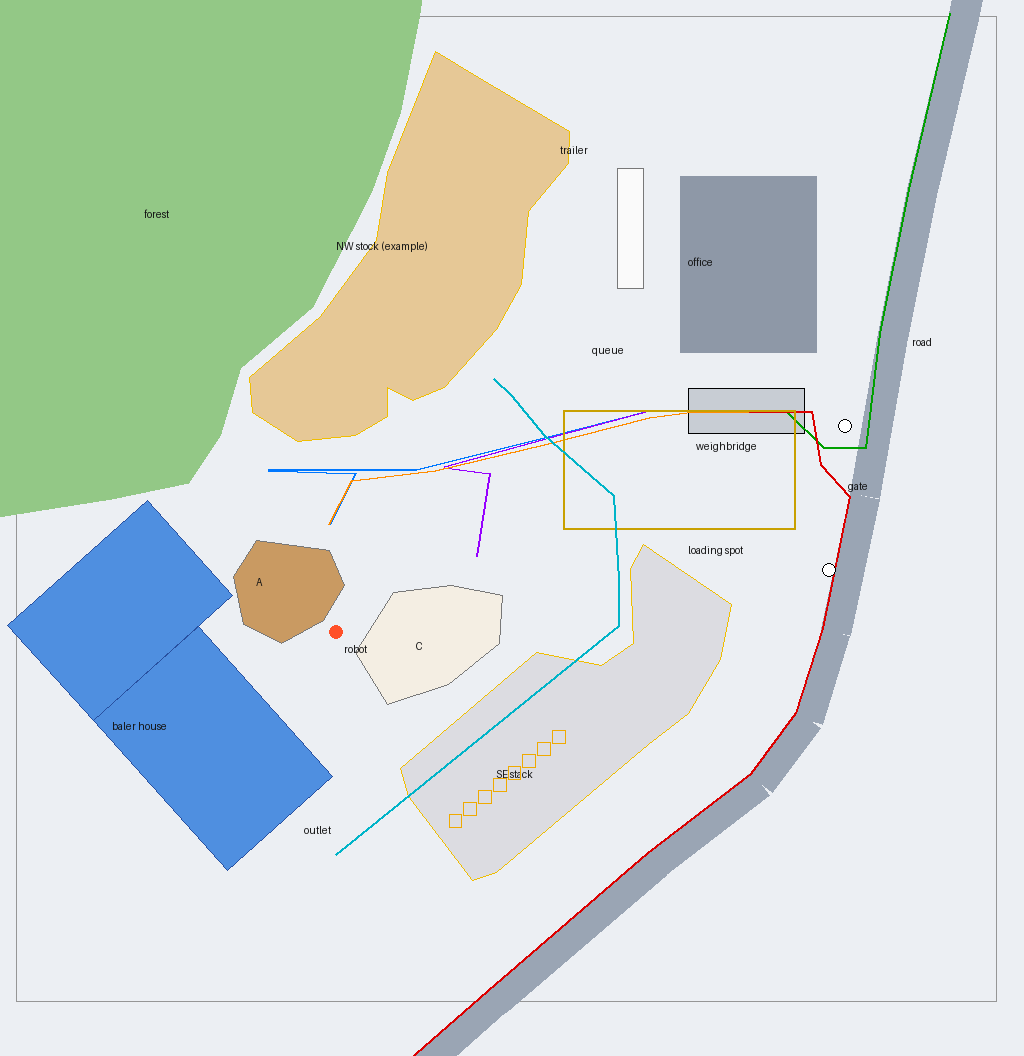 trailer
forest
NW stock (example)
office
road
queue
weighbridge
gate
loading spot
A
robot
C
baler house
SE stack
outlet